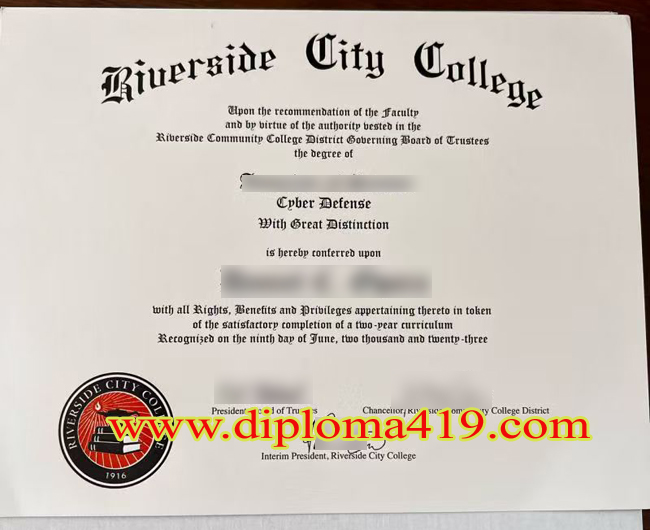 Riverside City College
Upon the recommendation of the Faculty
and by virtue of the authority vested in the
Riverside Community College District Governing Board of Trustees
the degree of
Cyber Defense
With Great Distinction
is hereby conferred upon
with all Rights, Benefits and Privileges appertaining thereto in token
of the satisfactory completion of a two-year curriculum
Recognized on the ninth day of June, two thousand and twenty-three
RIVERSIDE CITY
1916
President of Chancellor, College District
www.diploma419.com
Interim President, Riverside City College